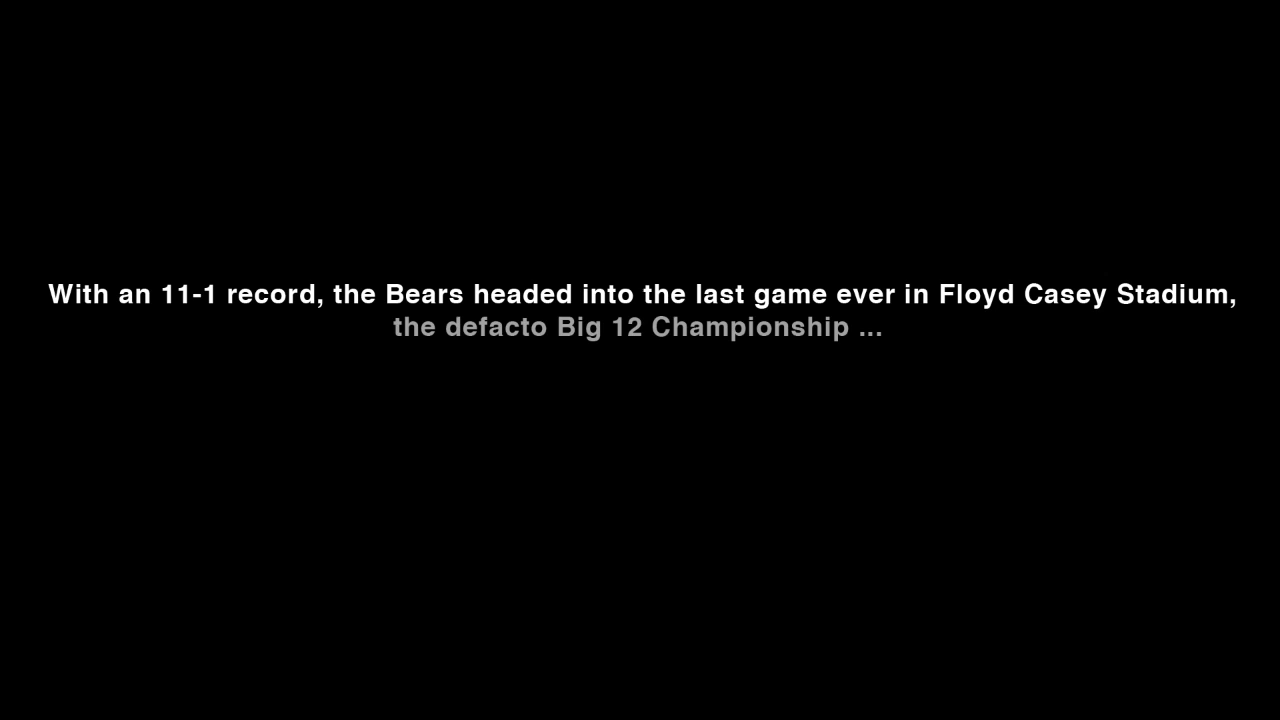 With an 11-1 record, the Bears headed into the last game ever in Floyd Casey Stadium,
the defacto Big 12 Championship ...